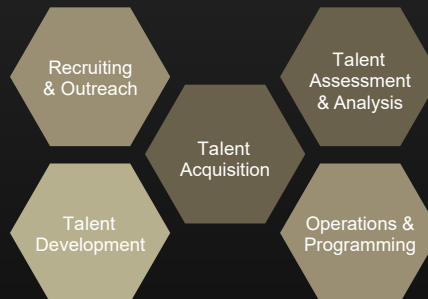 Recruiting
& Outreach
Talent
Assessment
& Analysis
Talent
Acquisition
Talent
Development
Operations &
Programming